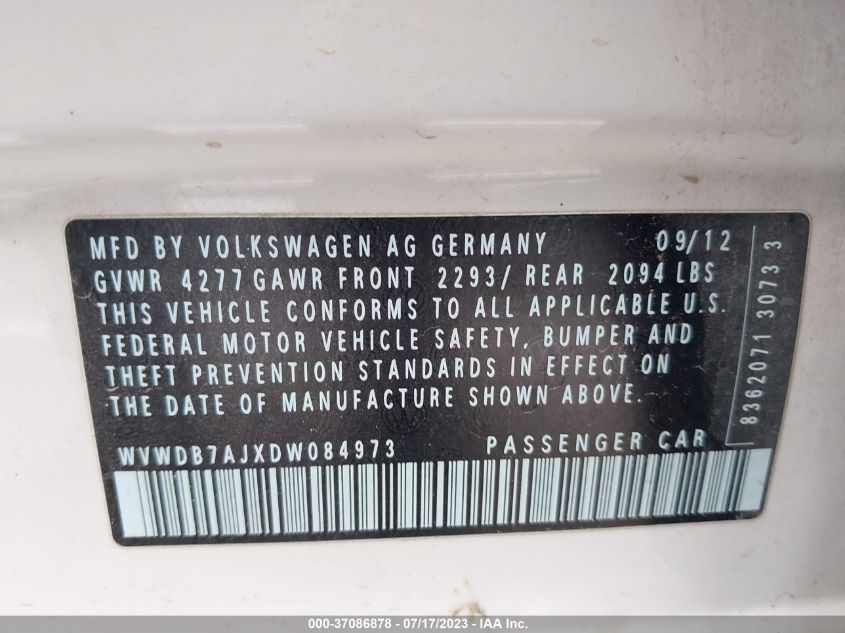 MFD BY VOLKSWAGEN AG GERMANY 09/12
GVWR 4277 GAWR FRONT 2293/ REAR 2094 LBS
THIS VEHICLE CONFORMS TO ALL APPLICABLE U.S.
FEDERAL MOTOR VEHICLE SAFETY, BUMPER AND
THEFT PREVENTION STANDARDS IN EFFECT ON
THE DATE OF MANUFACTURE SHOWN ABOVE.
WVWDB7AJXDW084973 PASSENGER CAR
8362071 3073 3
000-37086878 - 07/17/2023 - IAA Inc.